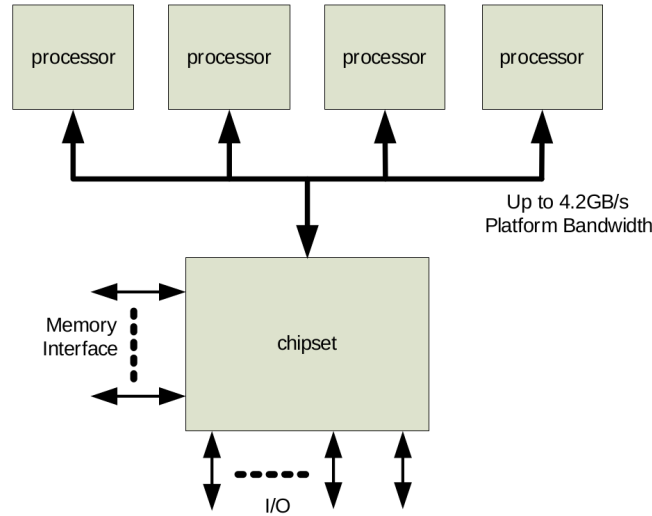 processor
processor
processor
processor
Up to 4.2GB/s
Platform Bandwidth
Memory
Interface
chipset
I/O